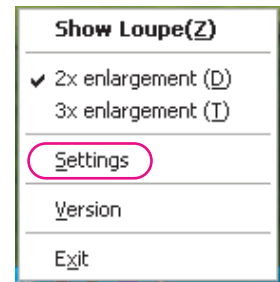 Show Loupe(Z)
✔ 2x enlargement (D)
3x enlargement (T)
Settings
Version
Exit